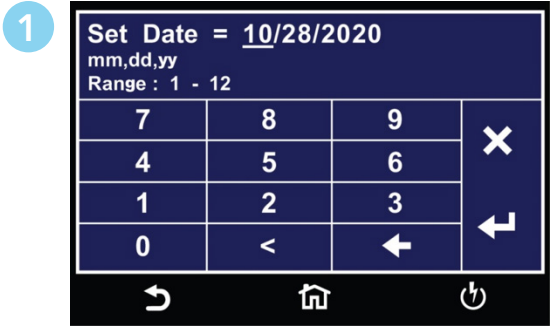 1
Set Date = 10/28/2020
mm,dd,yy
Range : 1 - 12
7 8 9
4 5 6
1 2 3
0 <